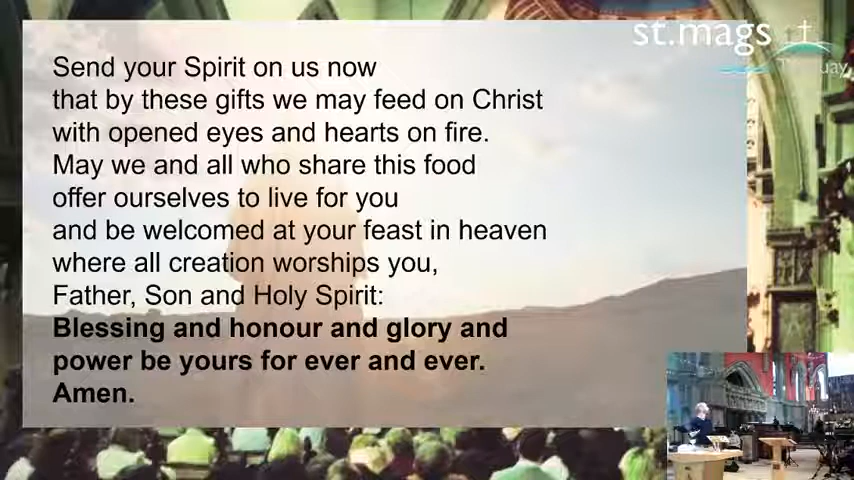 st.mags
Send your Spirit on us now
that by these gifts we may feed on Christ
with opened eyes and hearts on fire.
May we and all who share this food
offer ourselves to live for you
and be welcomed at your feast in heaven
where all creation worships you,
Father, Son and Holy Spirit:
Blessing and honour and glory and
power be yours for ever and ever.
Amen.